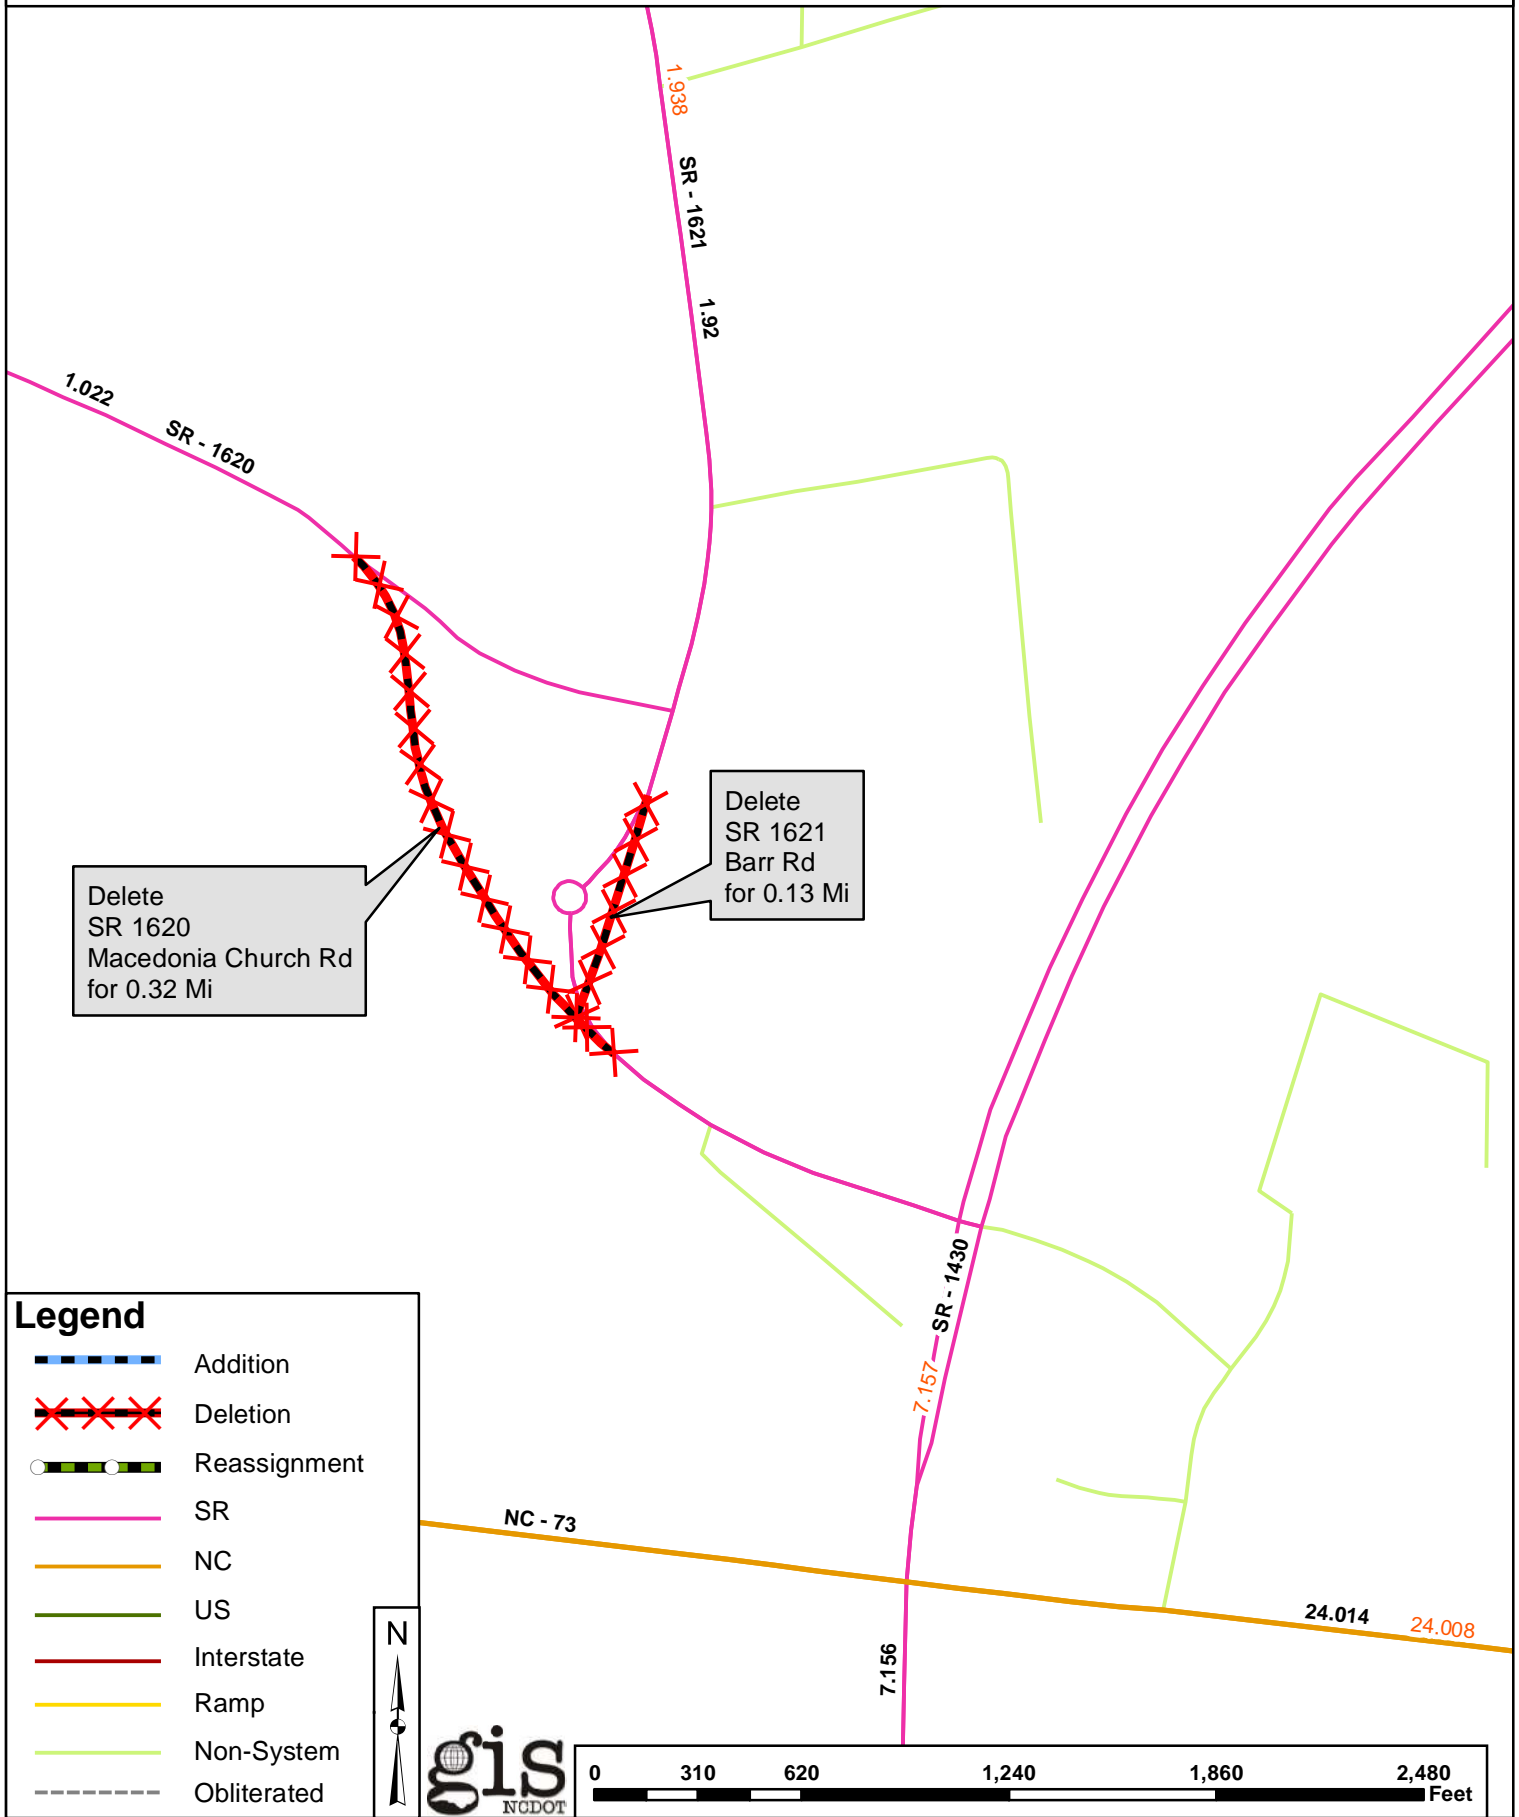 1.938
SR - 1621
1.92
1.022
SR - 1620
Delete
SR 1621
Barr Rd
for 0.13 Mi
Delete
SR 1620
Macedonia Church Rd
for 0.32 Mi
SR - 1430
7.157
Legend
Addition
Deletion
Reassignment
SR
NC
US
Interstate
Ramp
Non-System
Obliterated
N
NC - 73
24.014
24.008
7.156
gis
NCDOT
0 310 620 1,240 1,860 2,480
Feet